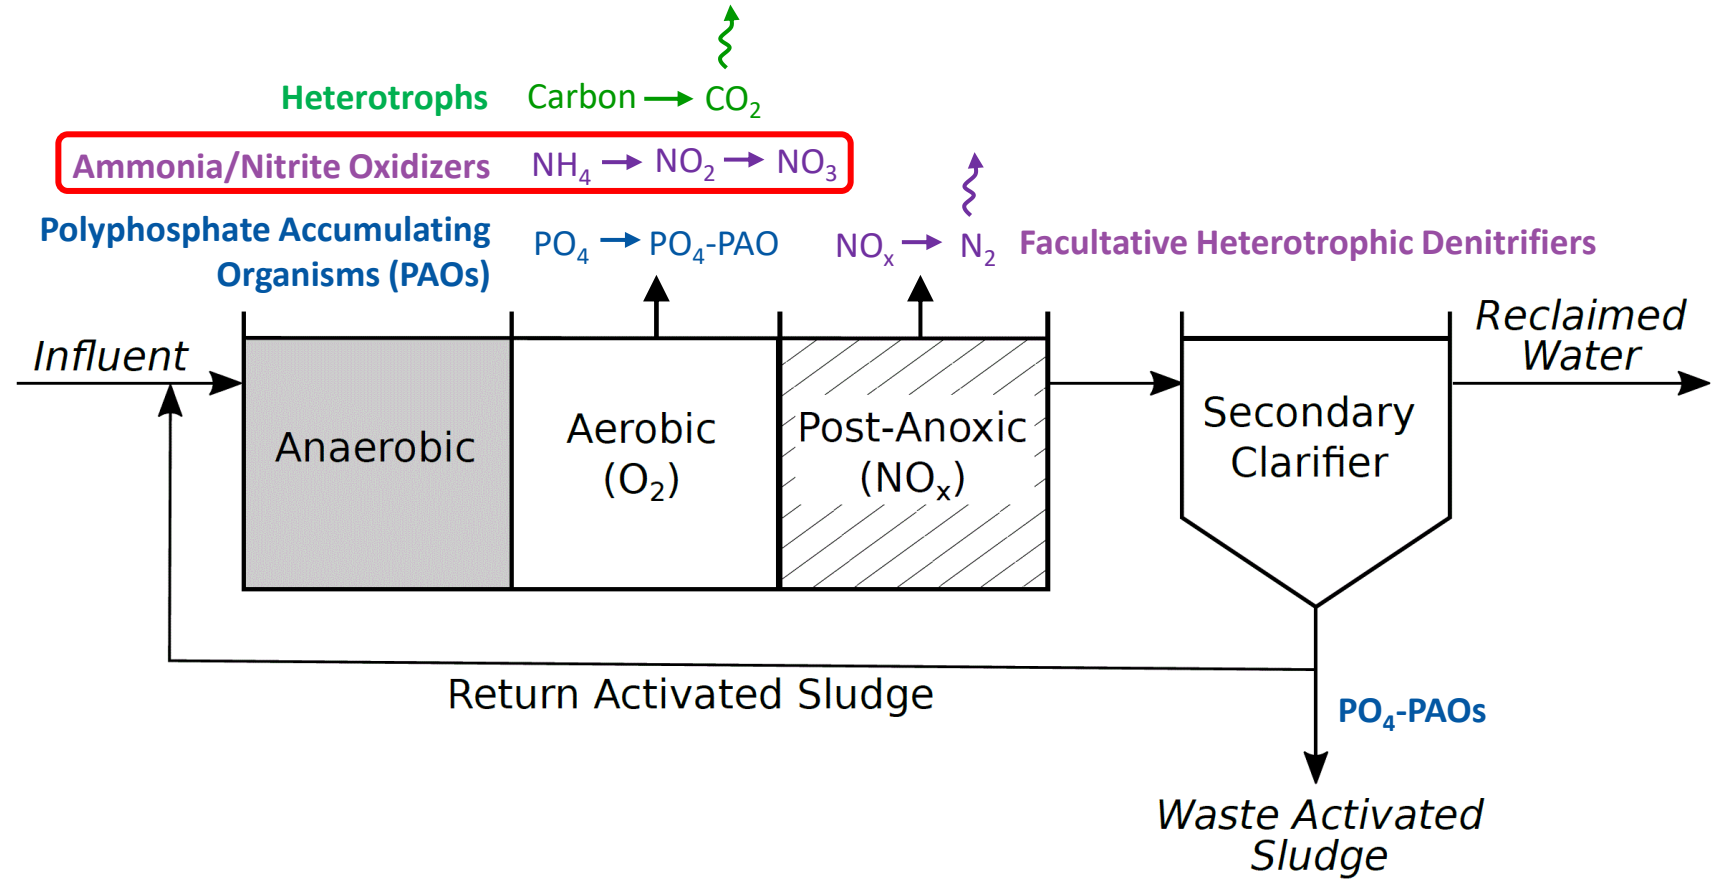 Heterotrophs Carbon → CO₂
Ammonia/Nitrite Oxidizers NH₄ → NO₂ → NO₃
Polyphosphate Accumulating
Organisms (PAOs)
PO₄ → PO₄-PAO
NOₓ → N₂ Facultative Heterotrophic Denitrifiers
Influent
Anaerobic
Aerobic
(O₂)
Post-Anoxic
(NOₓ)
Secondary
Clarifier
Reclaimed
Water
Return Activated Sludge
PO₄-PAOs
Waste Activated
Sludge